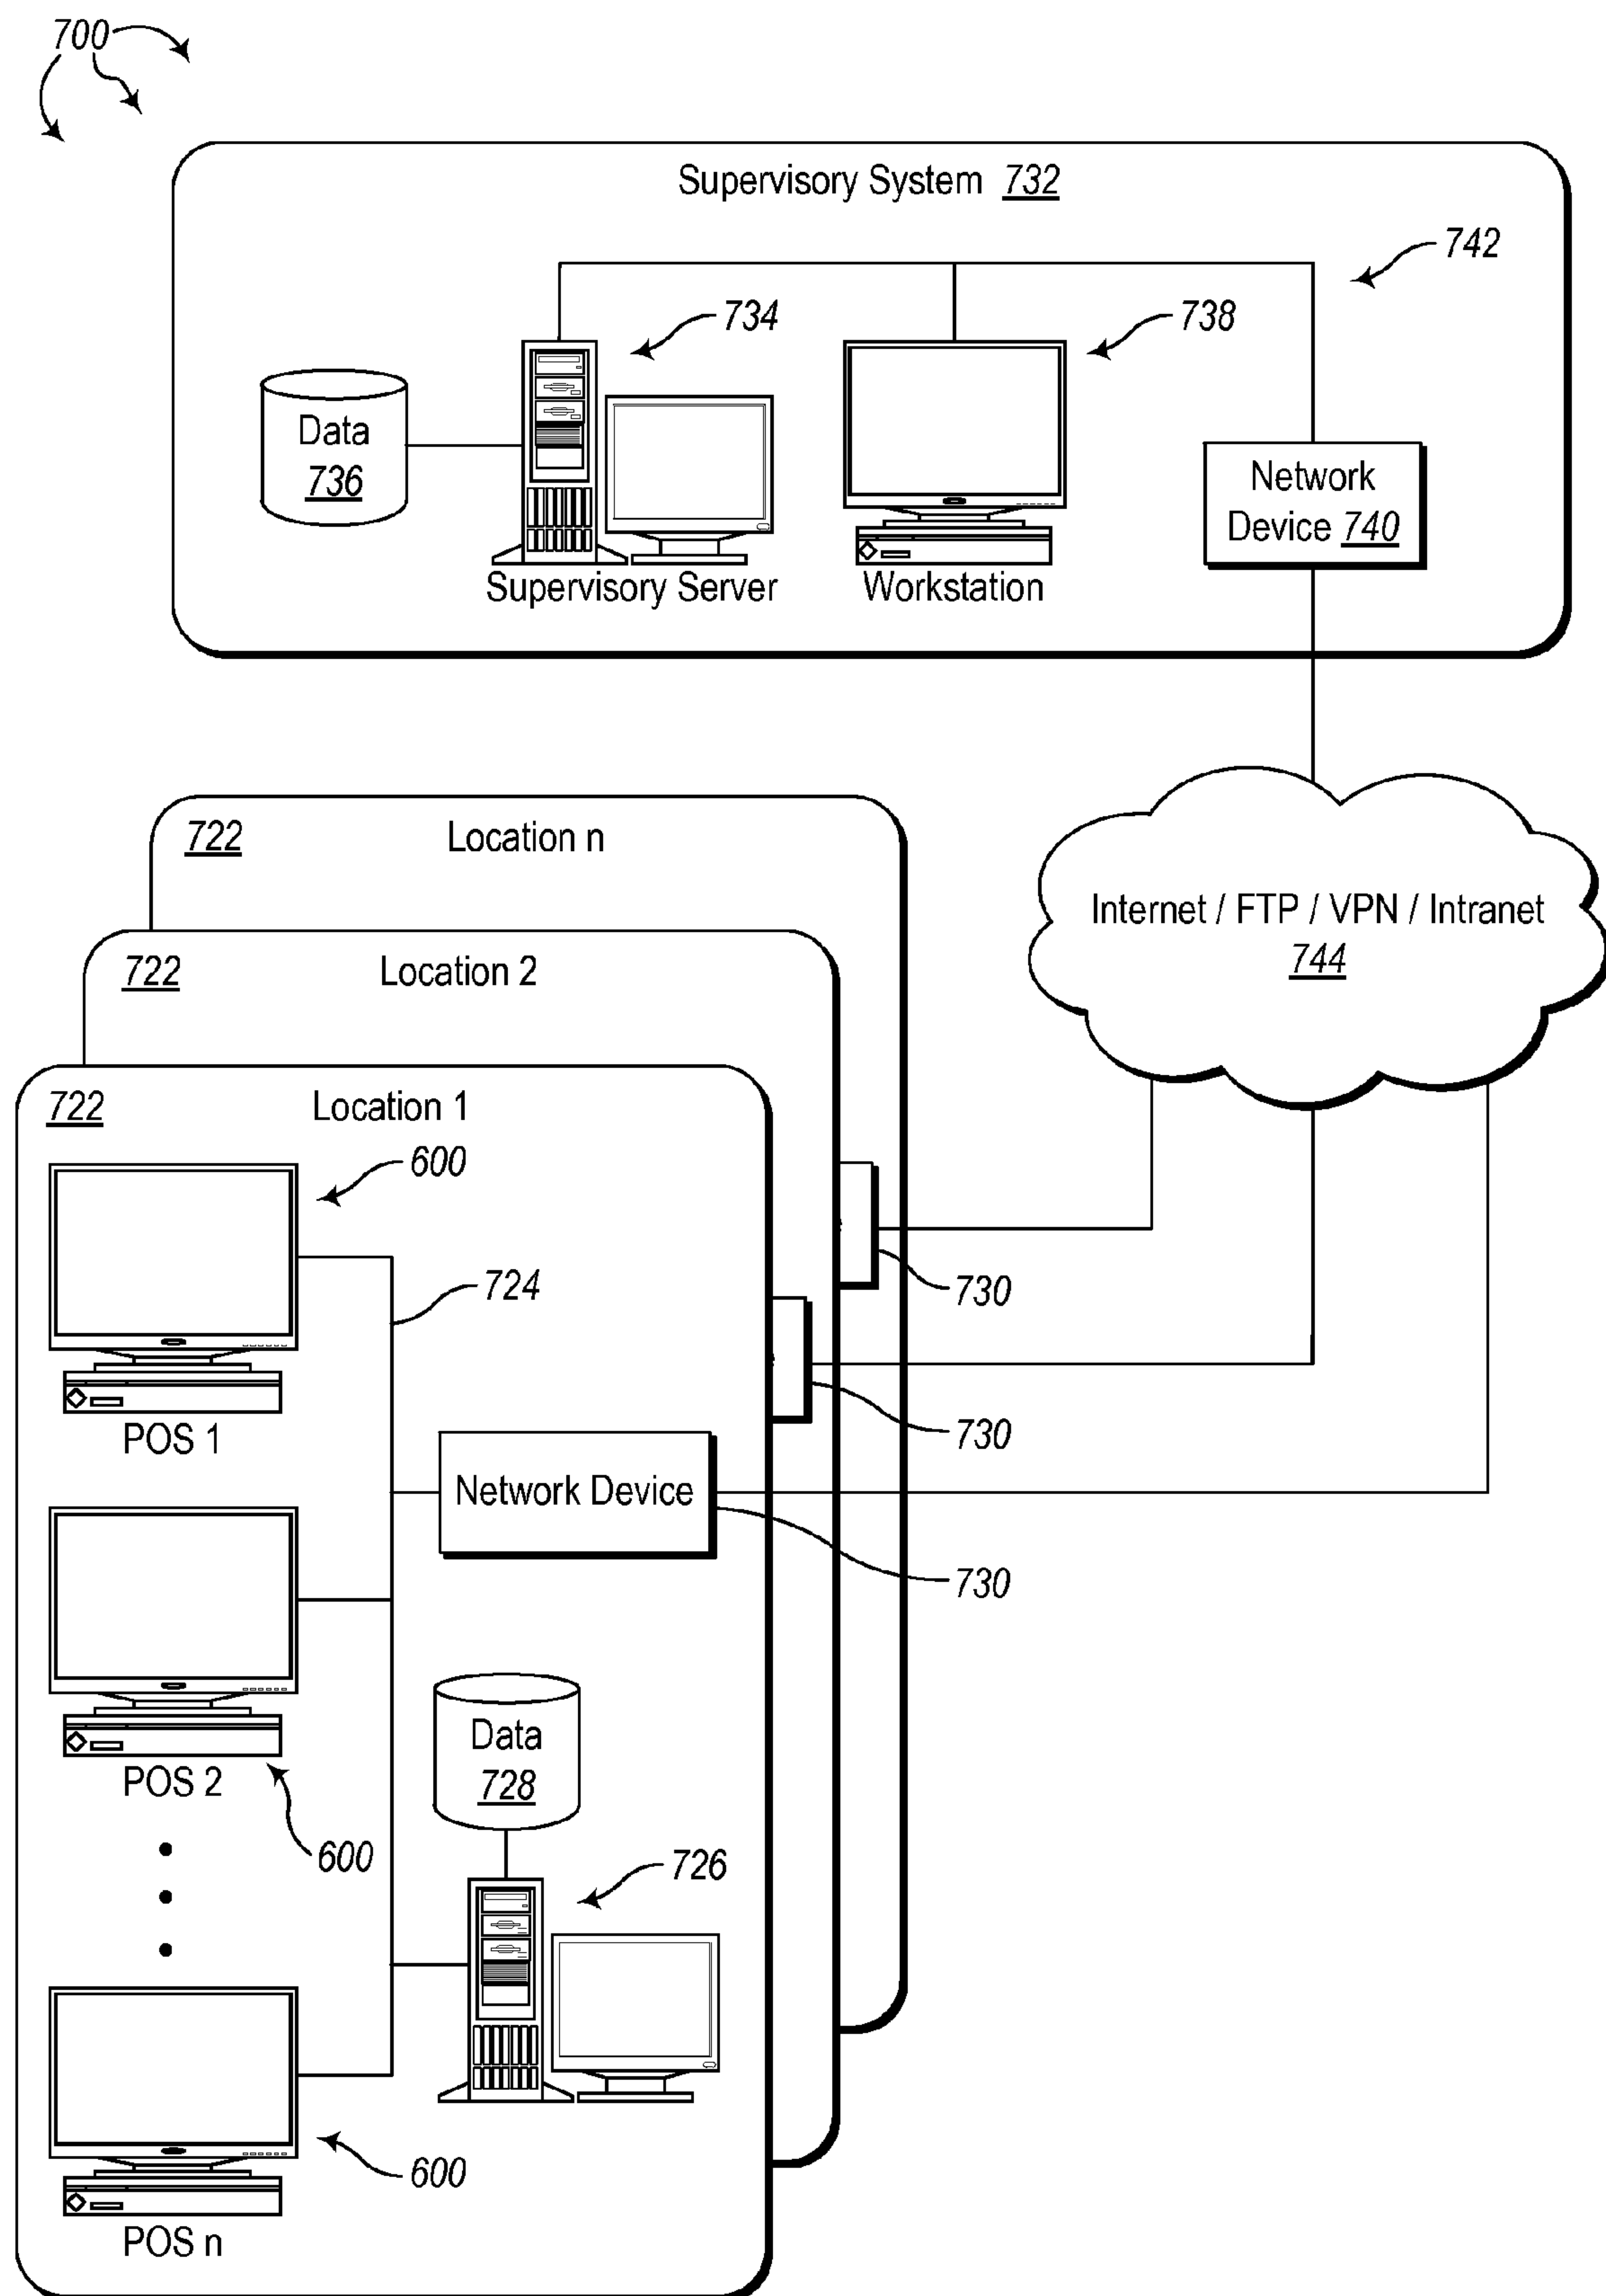 700
Supervisory System 732
742
734
738
Data
736
Network
Device 740
Supervisory Server
Workstation
722 Location n
Internet / FTP / VPN / Intranet
744
722 Location 2
722 Location 1
600
724
730
730
POS 1
Network Device
730
Data
728
POS 2
600
726
600
POS n